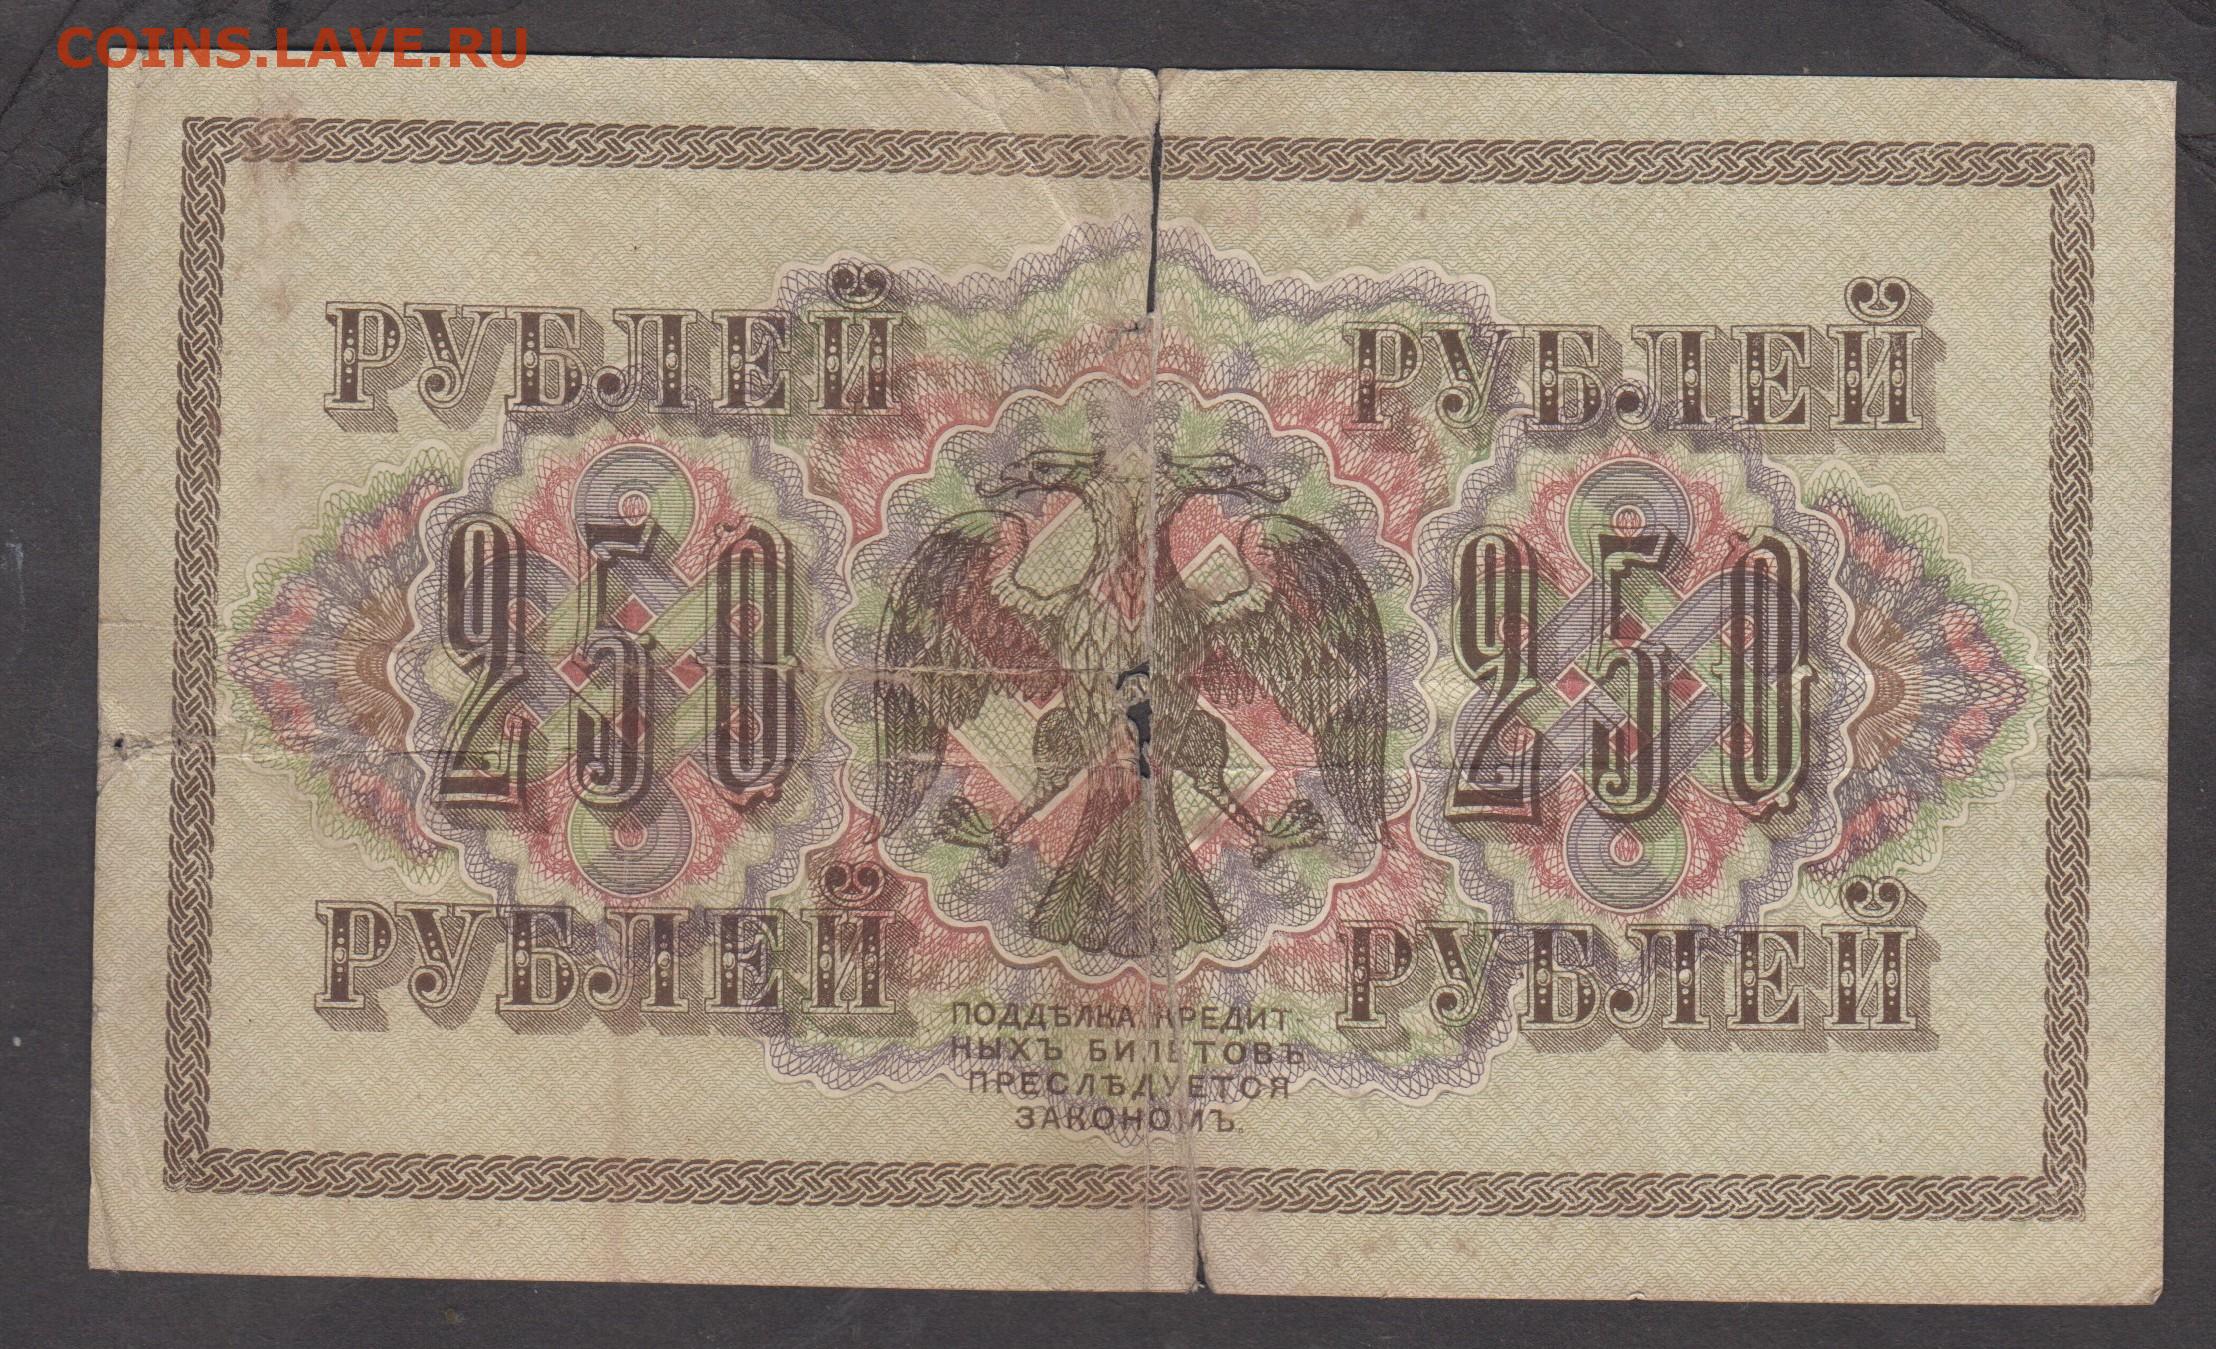 COINS.LAVE.RU
РУБЛЕЙ РУБЛЕЙ
250 250
РУБЛЕЙ РУБЛЕЙ
ПОДДѢЛКА КРЕДИТ
НЫХЪ БИЛЕТОВЪ
ПРЕСЛѢДУЕТСЯ
ЗАКОНОМЪ.